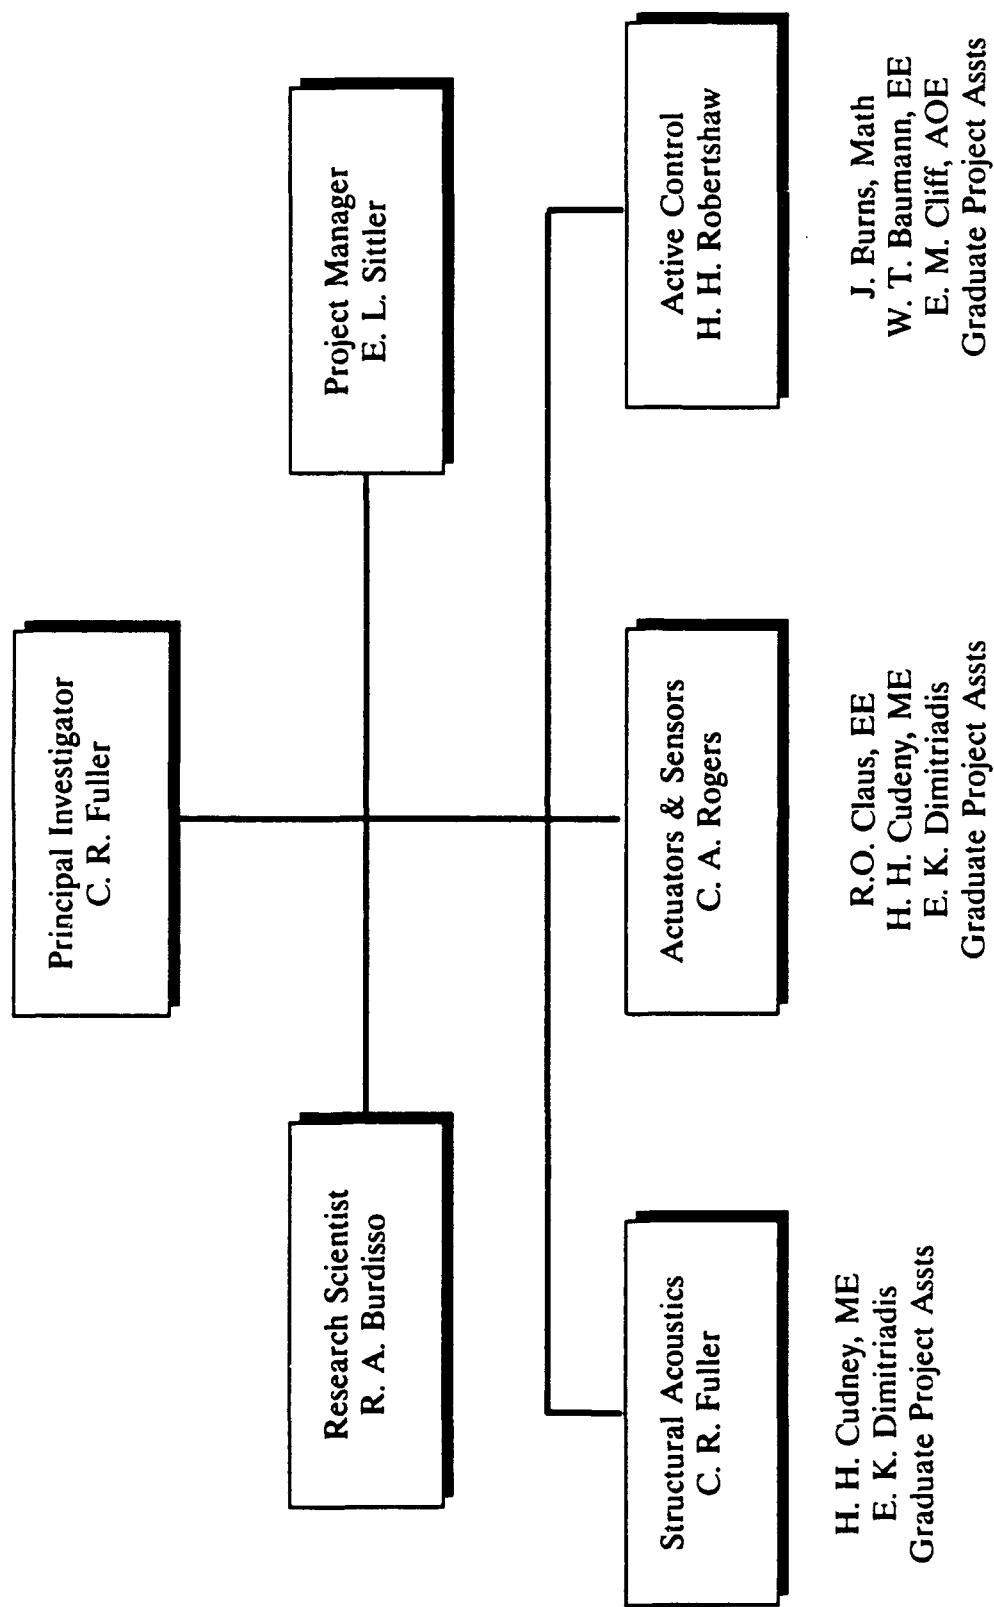 Principal Investigator
C. R. Fuller
Research Scientist
R. A. Burdisso
Project Manager
E. L. Sittler
Structural Acoustics
C. R. Fuller
H. H. Cudney, ME
E. K. Dimitriadis
Graduate Project Assts
Actuators & Sensors
C. A. Rogers
R.O. Claus, EE
H. H. Cudeny, ME
E. K. Dimitriadis
Graduate Project Assts
Active Control
H. H. Robertshaw
J. Burns, Math
W. T. Baumann, EE
E. M. Cliff, AOE
Graduate Project Assts